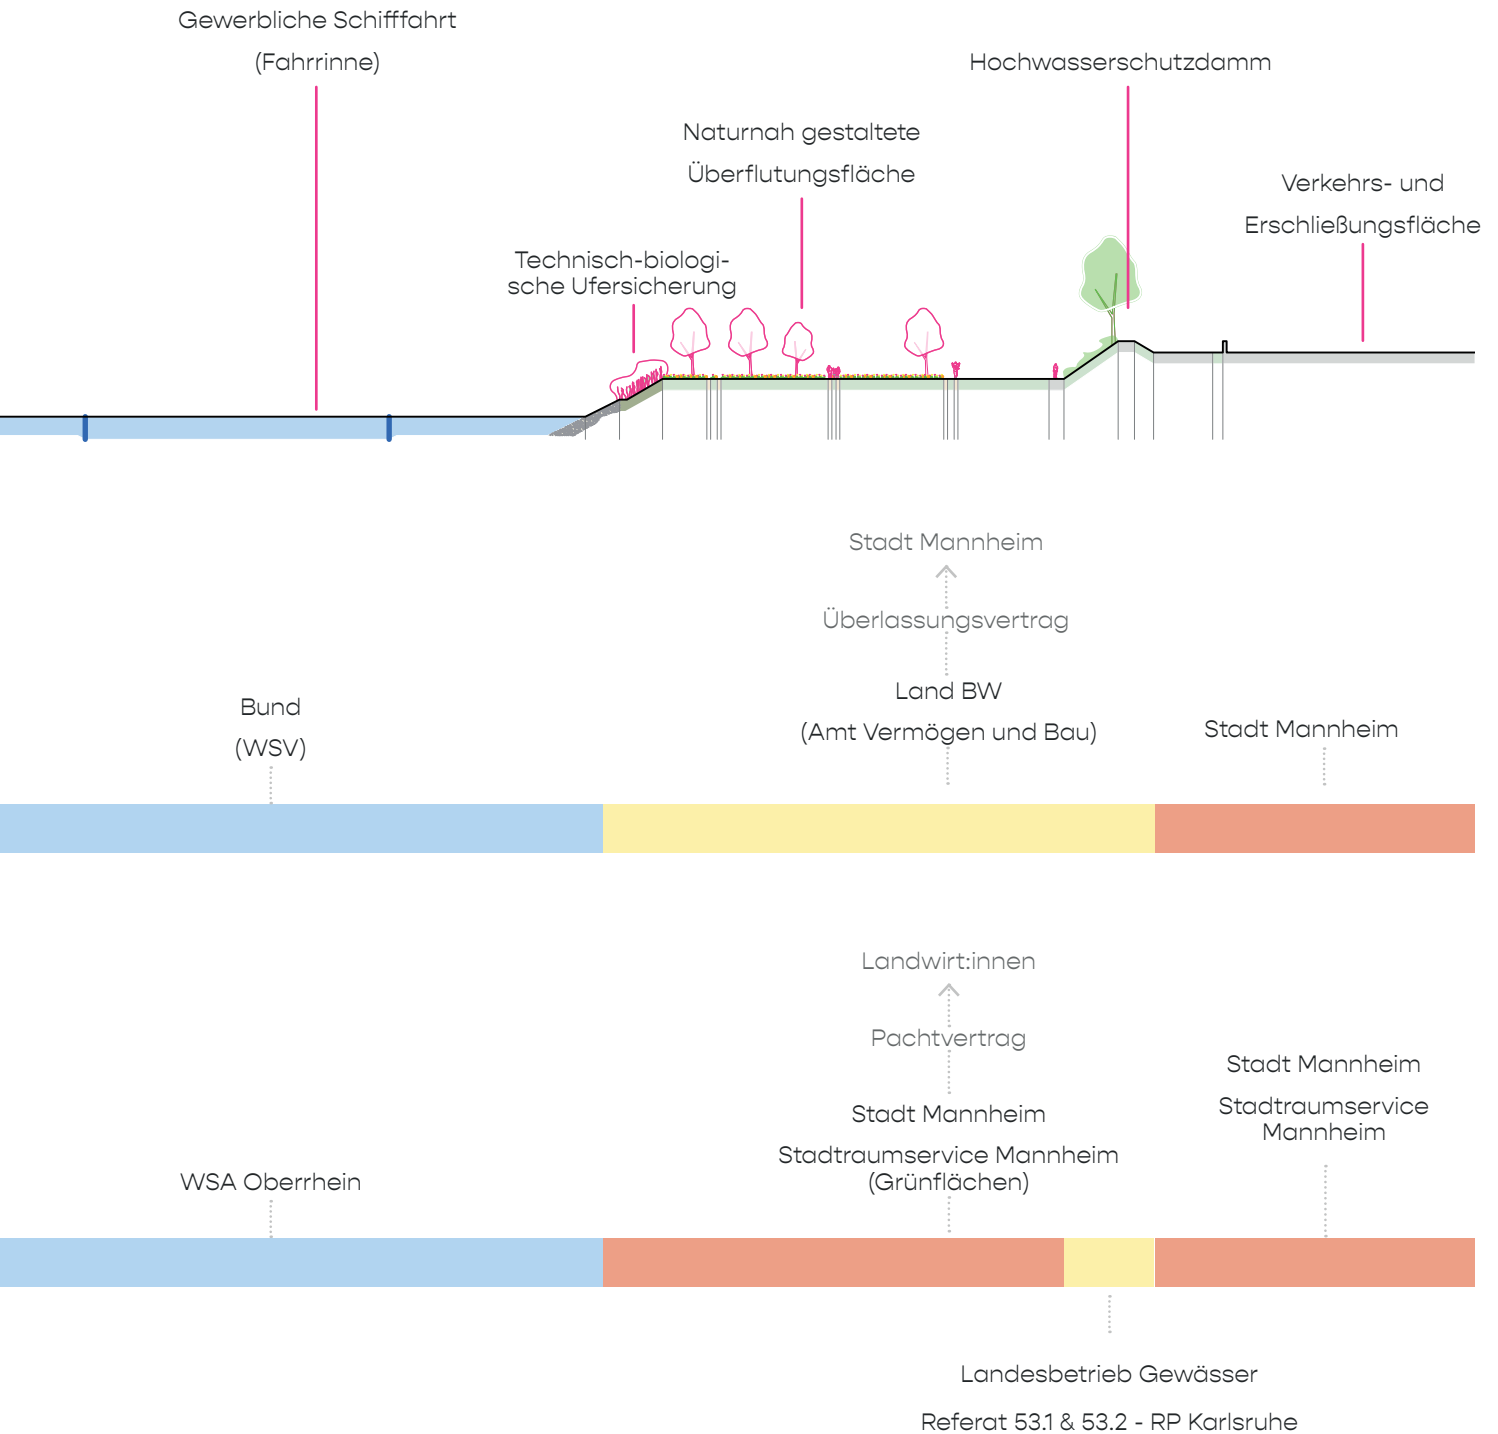 Gewerbliche Schifffahrt
(Fahrrinne)
Hochwasserschutzdamm
Naturnah gestaltete
Überflutungsfläche
Verkehrs- und
Erschließungsfläche
Technisch-biologi-
sche Ufersicherung
Stadt Mannheim
Überlassungsvertrag
Land BW
(Amt Vermögen und Bau)
Bund
(WSV)
Stadt Mannheim
Landwirt:innen
Pachtvertrag
Stadt Mannheim
Stadtraumservice Mannheim
(Grünflächen)
Stadt Mannheim
Stadtraumservice
Mannheim
WSA Oberrhein
Landesbetrieb Gewässer
Referat 53.1 & 53.2 - RP Karlsruhe